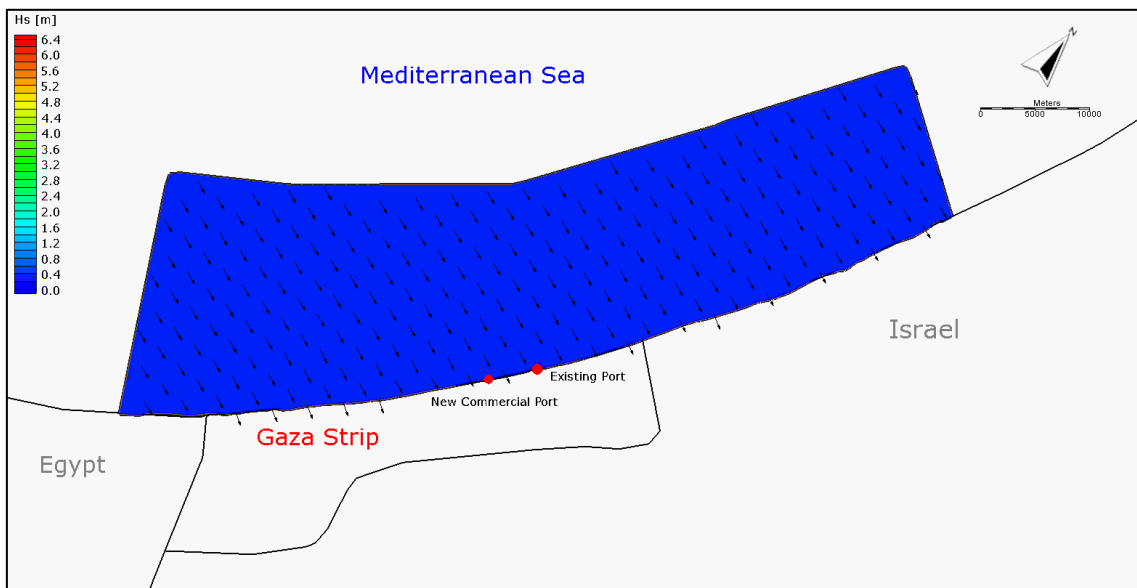 Hs [m]
6.4
6.0
5.6
5.2
4.8
4.4
4.0
3.6
3.2
2.8
2.4
2.0
1.6
1.2
0.8
0.4
0.0
Mediterranean Sea
N
Meters
0 5000 10000
Israel
Existing Port
New Commercial Port
Gaza Strip
Egypt